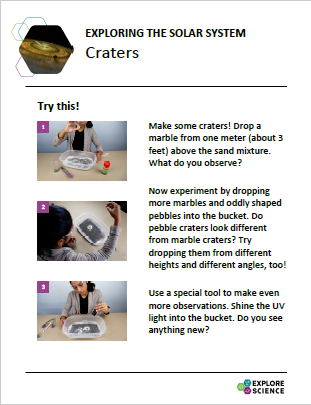 EXPLORING THE SOLAR SYSTEM
Craters
Try this!
1
Make some craters! Drop a
marble from one meter (about 3
feet) above the sand mixture.
What do you observe?
2
Now experiment by dropping
more marbles and oddly shaped
pebbles into the bucket. Do
pebble craters look different
from marble craters? Try
dropping them from different
heights and different angles, too!
3
Use a special tool to make even
more observations. Shine the UV
light into the bucket. Do you see
anything new?
EXPLORE
SCIENCE